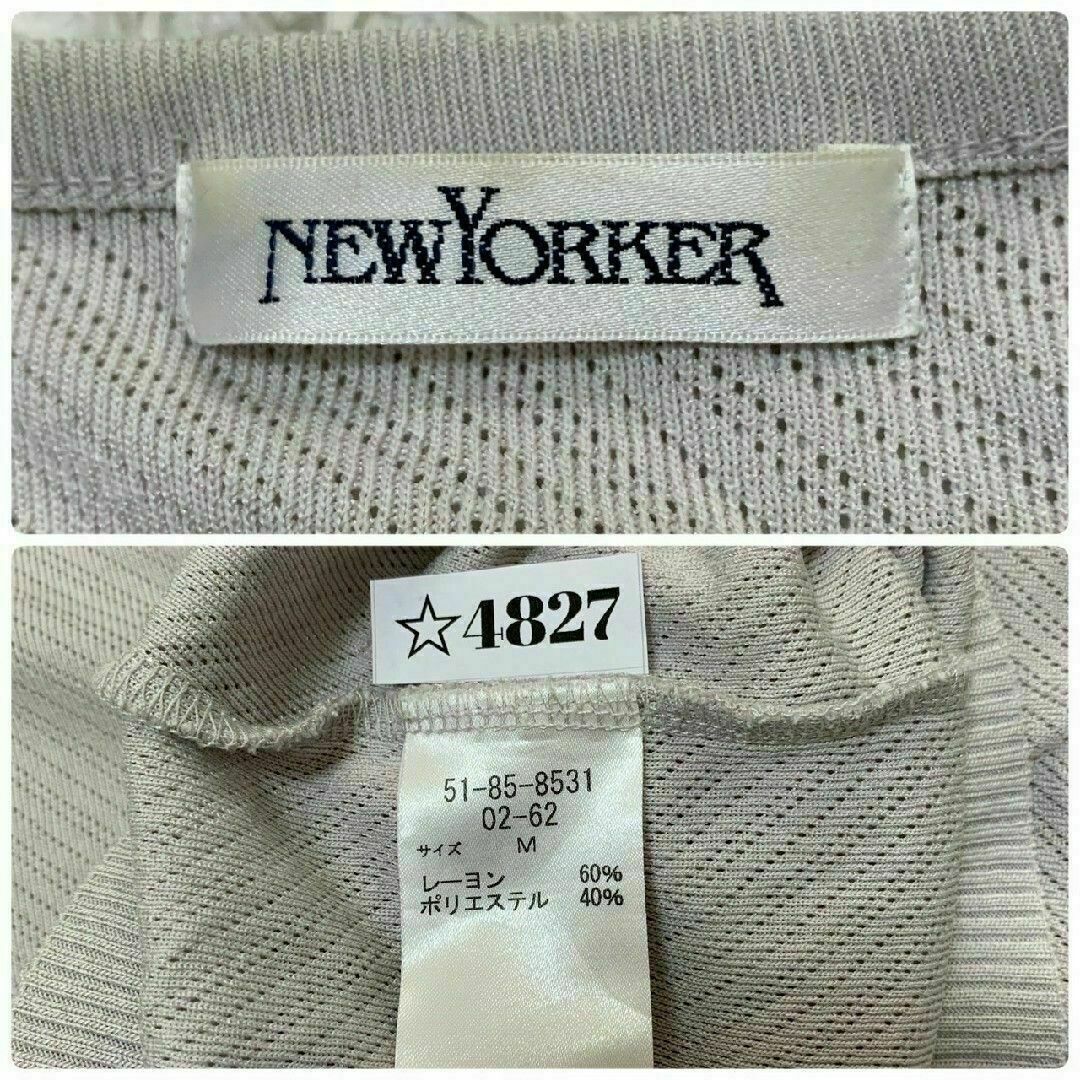 NEWYORKER
☆4827
51-85-8531
02-62
サイズ M
レーヨン 60%
ポリエステル 40%